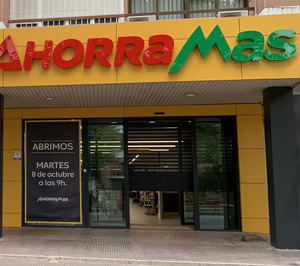 AHORRAMAS
ABRIMOS
MARTES
8 de octubre
a las 9h.
AHORRAMAS